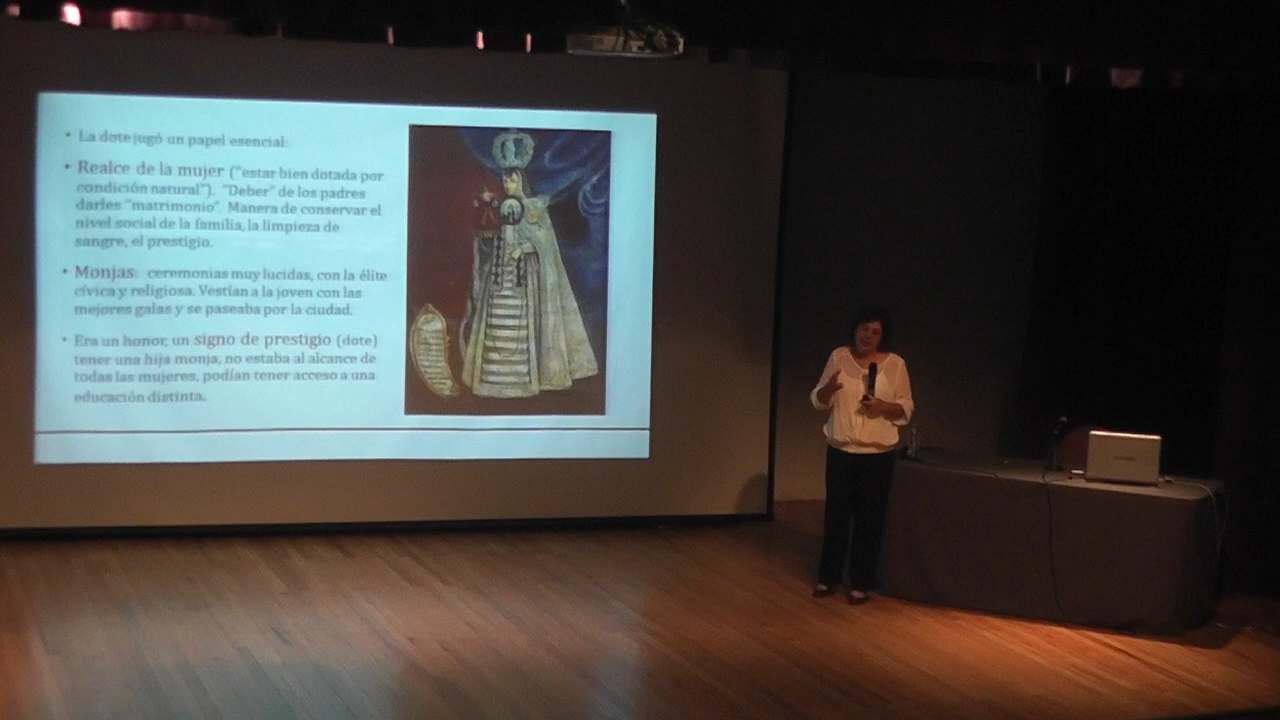 • La dote jugó un papel esencial:
• Realce de la mujer ("estar bien dotada por
condición natural"). "Deber" de los padres
darles "matrimonio". Manera de conservar el
nivel social de la familia, la limpieza de
sangre, el prestigio.
• Monjas: ceremonias muy lucidas, con la élite
cívica y religiosa. Vestían a la joven con las
mejores galas y se paseaba por la ciudad.
• Era un honor, un signo de prestigio (dote)
tener una hija monja, no estaba al alcance de
todas las mujeres, podían tener acceso a una
educación distinta.